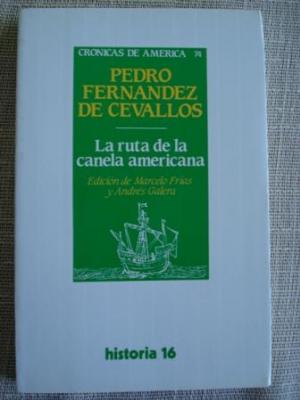 CRÓNICAS DE AMERICA 74
PEDRO
FERNANDEZ
DE CEVALLOS
La ruta de la
canela americana
Edición de Marcelo Frías
y Andrés Galera
historia 16